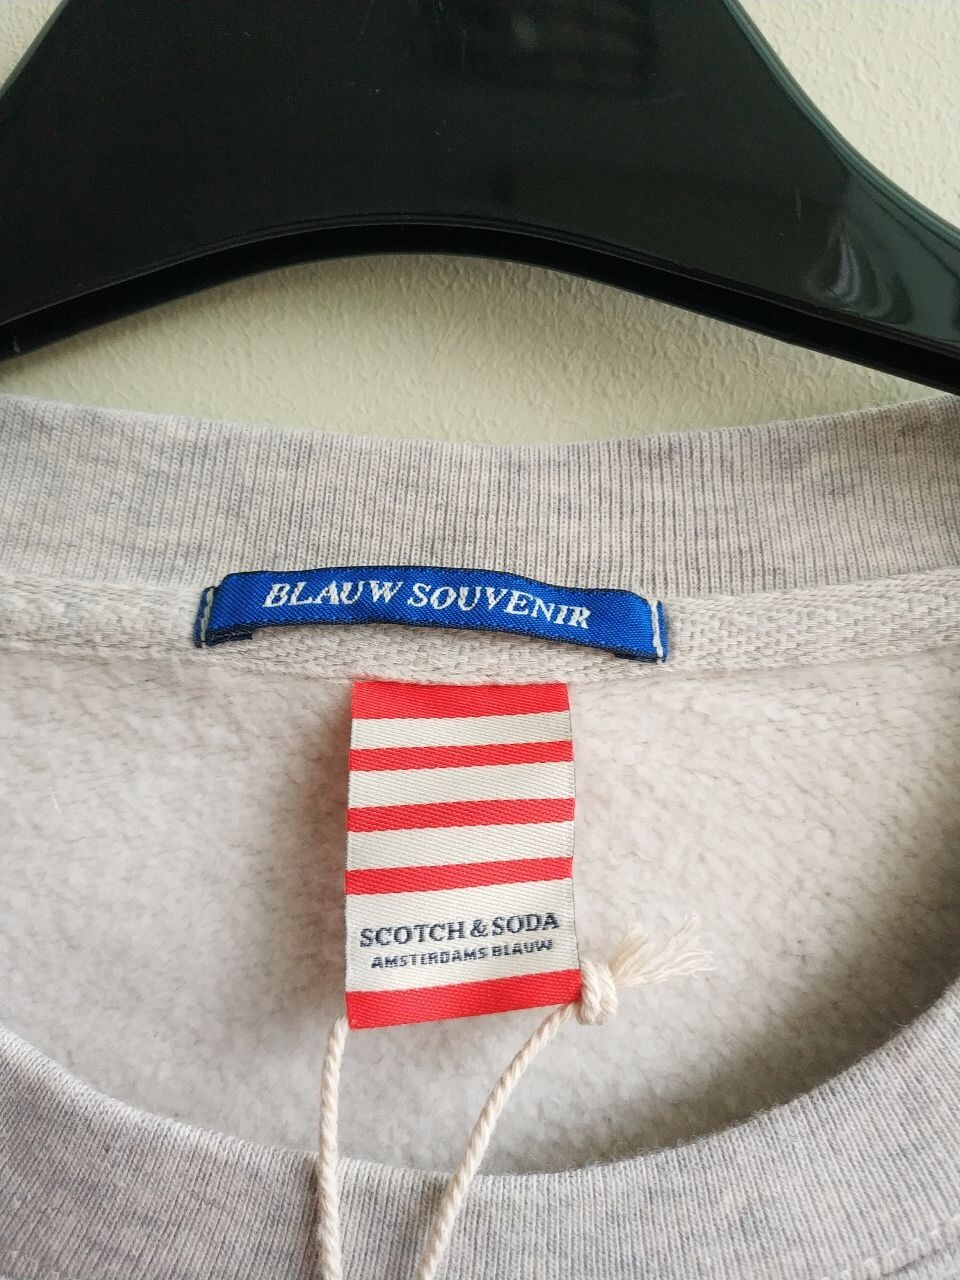 BLAUW SOUVENIR
SCOTCH & SODA
AMSTERDAMS BLAUW